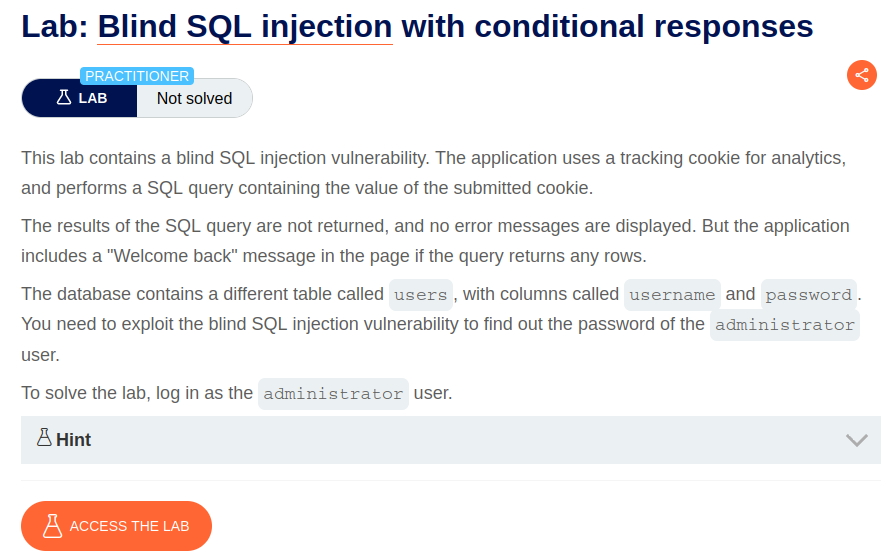 Lab: Blind SQL injection with conditional responses
PRACTITIONER
LAB Not solved
This lab contains a blind SQL injection vulnerability. The application uses a tracking cookie for analytics,
and performs a SQL query containing the value of the submitted cookie.
The results of the SQL query are not returned, and no error messages are displayed. But the application
includes a "Welcome back" message in the page if the query returns any rows.
The database contains a different table called users, with columns called username and password.
You need to exploit the blind SQL injection vulnerability to find out the password of the administrator
user.
To solve the lab, log in as the administrator user.
Hint
ACCESS THE LAB